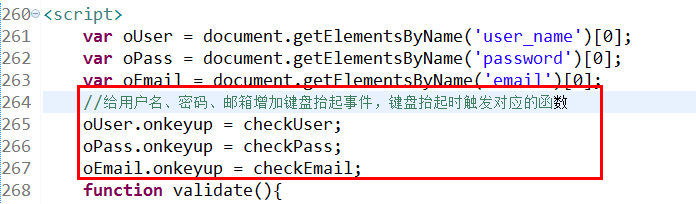 260 <script>
261 var oUser = document.getElementsByName('user_name')[0];
262 var oPass = document.getElementsByName('password')[0];
263 var oEmail = document.getElementsByName('email')[0];
264 //给用户名、密码、邮箱增加键盘抬起事件，键盘抬起时触发对应的函数
265 oUser.onkeyup = checkUser;
266 oPass.onkeyup = checkPass;
267 oEmail.onkeyup = checkEmail;
268 function validate(){